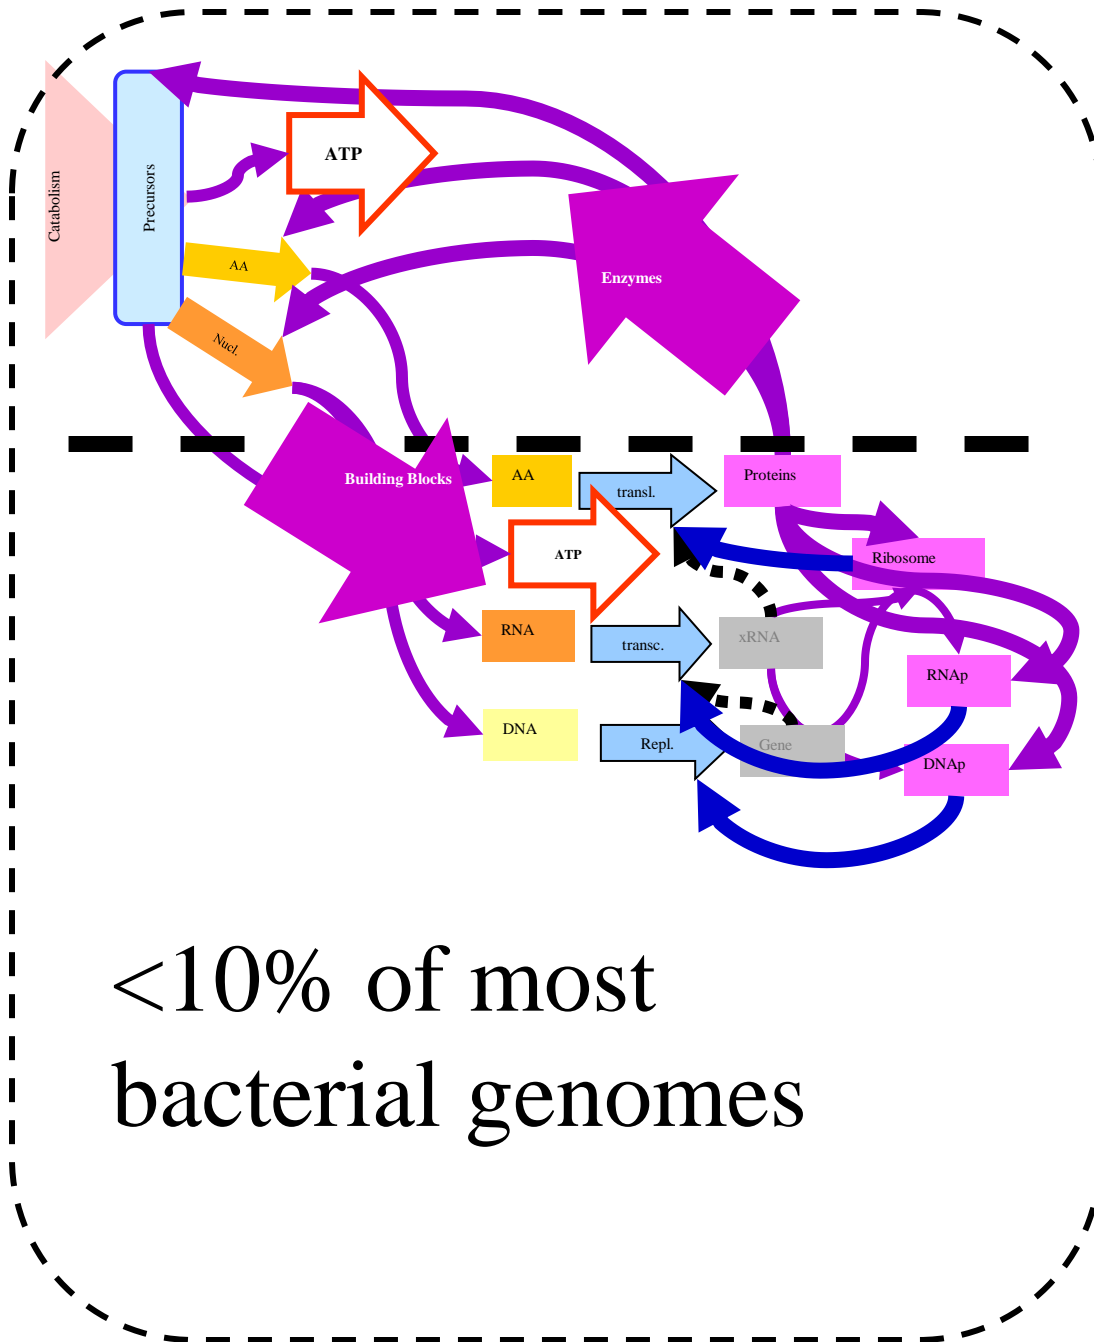 Catabolism
Precursors
ATP
AA
Nucl.
Enzymes
Building Blocks
AA
transl.
Proteins
ATP
Ribosome
RNA
transc.
xRNA
RNAp
DNA
Repl.
Gene
DNAp
<10% of most
bacterial genomes